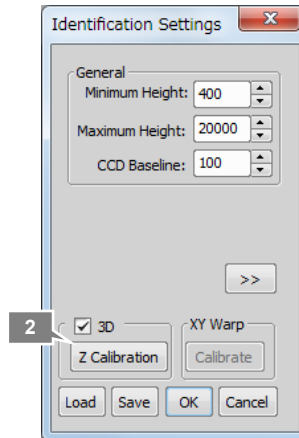 Identification Settings
General
Minimum Height: 400
Maximum Height: 20000
CCD Baseline: 100
>>
2
3D
XY Warp
Z Calibration
Calibrate
Load Save OK Cancel